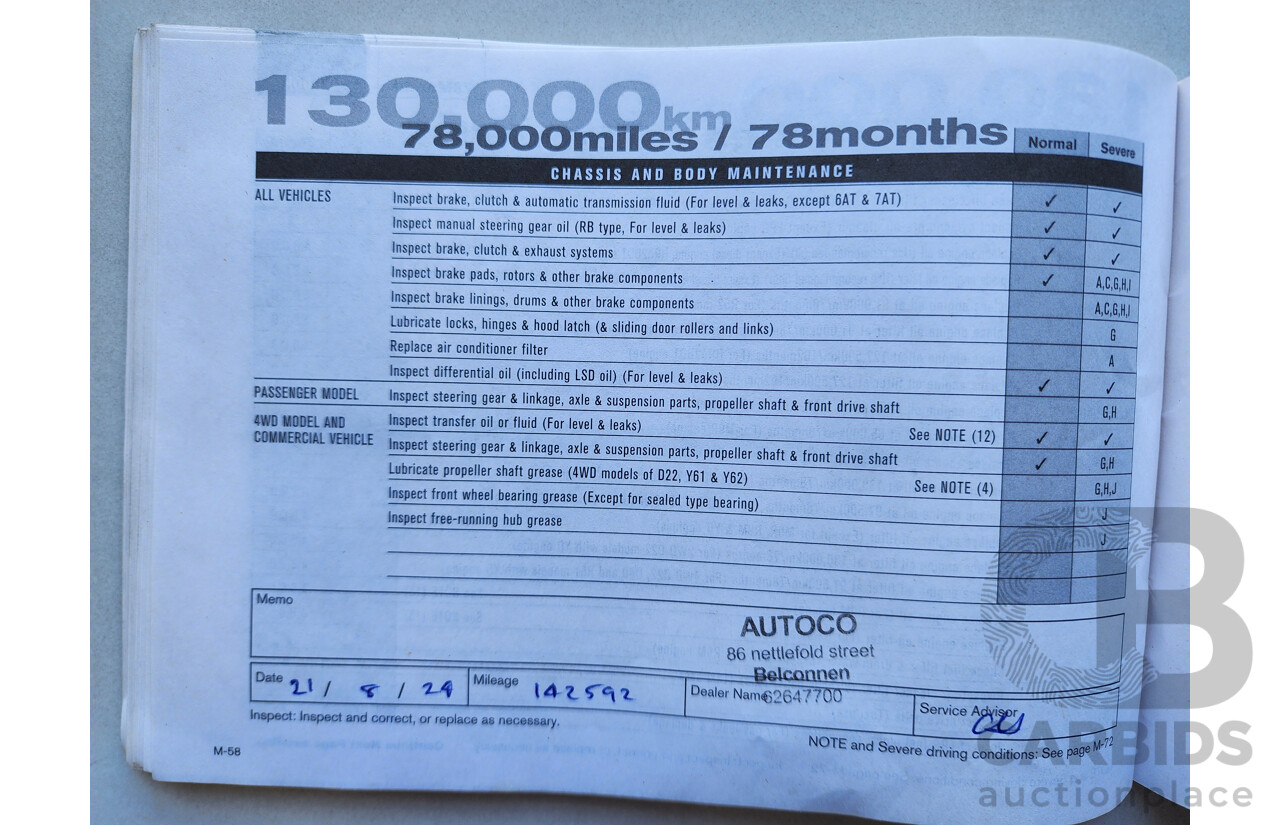 130,000km
78,000miles / 78months
Normal Severe
CHASSIS AND BODY MAINTENANCE
ALL VEHICLES Inspect brake, clutch & automatic transmission fluid (For level & leaks, except 6AT & 7AT) ✓ ✓
Inspect manual steering gear oil (RB type, For level & leaks) ✓ ✓
Inspect brake, clutch & exhaust systems ✓ ✓
Inspect brake pads, rotors & other brake components ✓ A,C,G,H,I
Inspect brake linings, drums & other brake components A,C,G,H,I
Lubricate locks, hinges & hood latch (& sliding door rollers and links) G
Replace air conditioner filter A
Inspect differential oil (including LSD oil) (For level & leaks) ✓ ✓
PASSENGER MODEL Inspect steering gear & linkage, axle & suspension parts, propeller shaft & front drive shaft G,H
4WD MODEL AND Inspect transfer oil or fluid (For level & leaks) See NOTE (12) ✓ ✓
COMMERCIAL VEHICLE Inspect steering gear & linkage, axle & suspension parts, propeller shaft & front drive shaft ✓ G,H
Lubricate propeller shaft grease (4WD models of D22, Y61 & Y62) See NOTE (4) G,H,J
Inspect front wheel bearing grease (Except for sealed type bearing) J
Inspect free-running hub grease J
Memo
AUTOCO
86 nettlefold street
Belconnen
Date 21 / 8 / 24 Mileage 142592 Dealer Name 62647700
Service Advisor
Inspect: Inspect and correct, or replace as necessary.
NOTE and Severe driving conditions: See page M-72
M-58
CB
CARBIDS
auctionplace